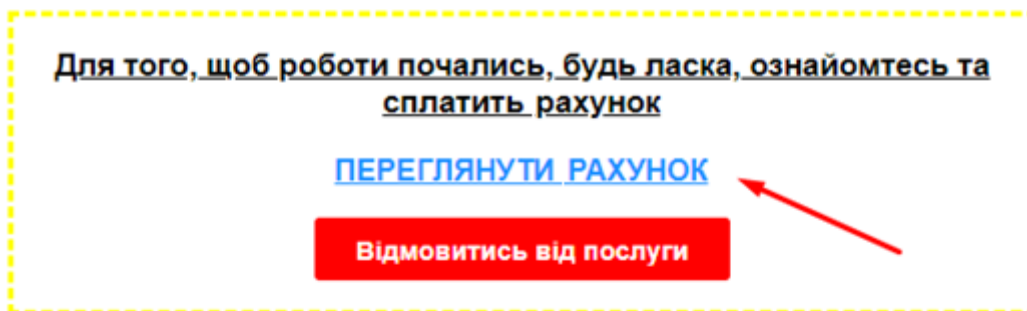 Для того, щоб роботи почались, будь ласка, ознайомтесь та
сплатить рахунок
ПЕРЕГЛЯНУТИ РАХУНОК
Відмовитись від послуги